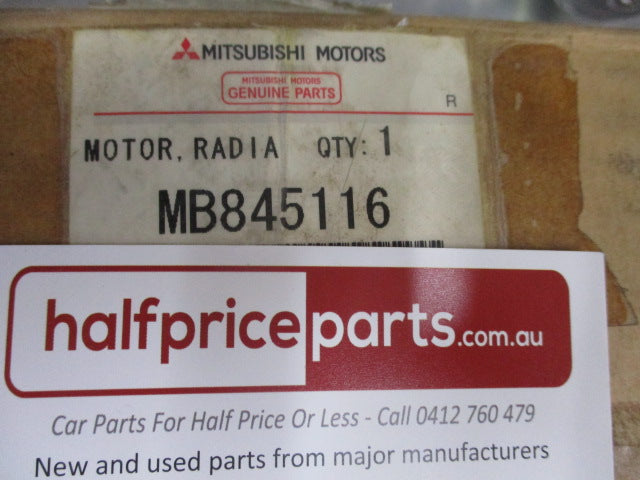 MITSUBISHI MOTORS
MITSUBISHI MOTORS
GENUINE PARTS
R
MOTOR, RADIA QTY: 1
MB845116
halfpriceparts.com.au
Car Parts For Half Price Or Less - Call 0412 760 479
New and used parts from major manufacturers